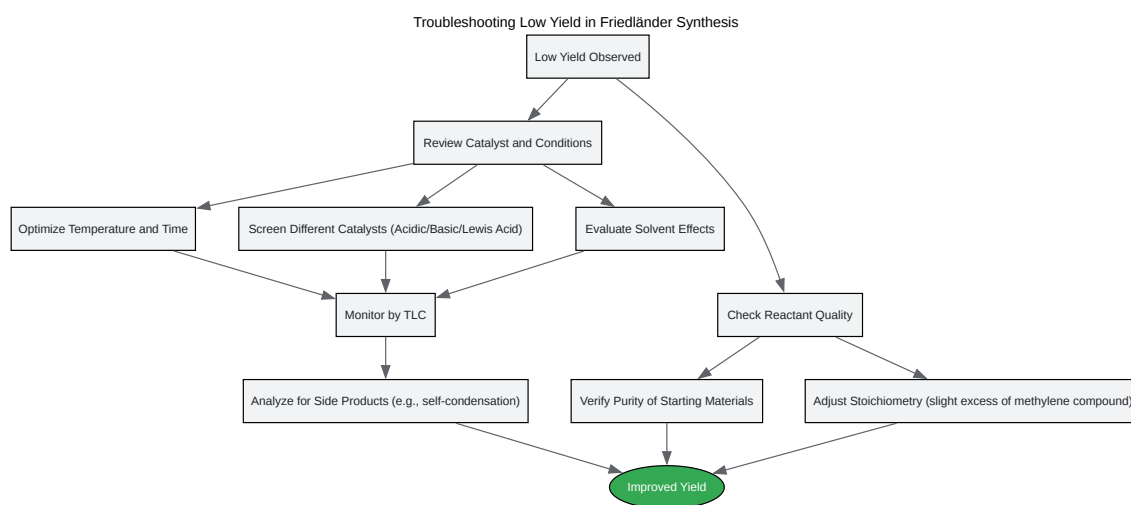 Troubleshooting Low Yield in Friedländer Synthesis
Low Yield Observed
Review Catalyst and Conditions
Optimize Temperature and Time
Screen Different Catalysts (Acidic/Basic/Lewis Acid)
Evaluate Solvent Effects
Monitor by TLC
Check Reactant Quality
Analyze for Side Products (e.g., self-condensation)
Verify Purity of Starting Materials
Adjust Stoichiometry (slight excess of methylene compound)
Improved Yield